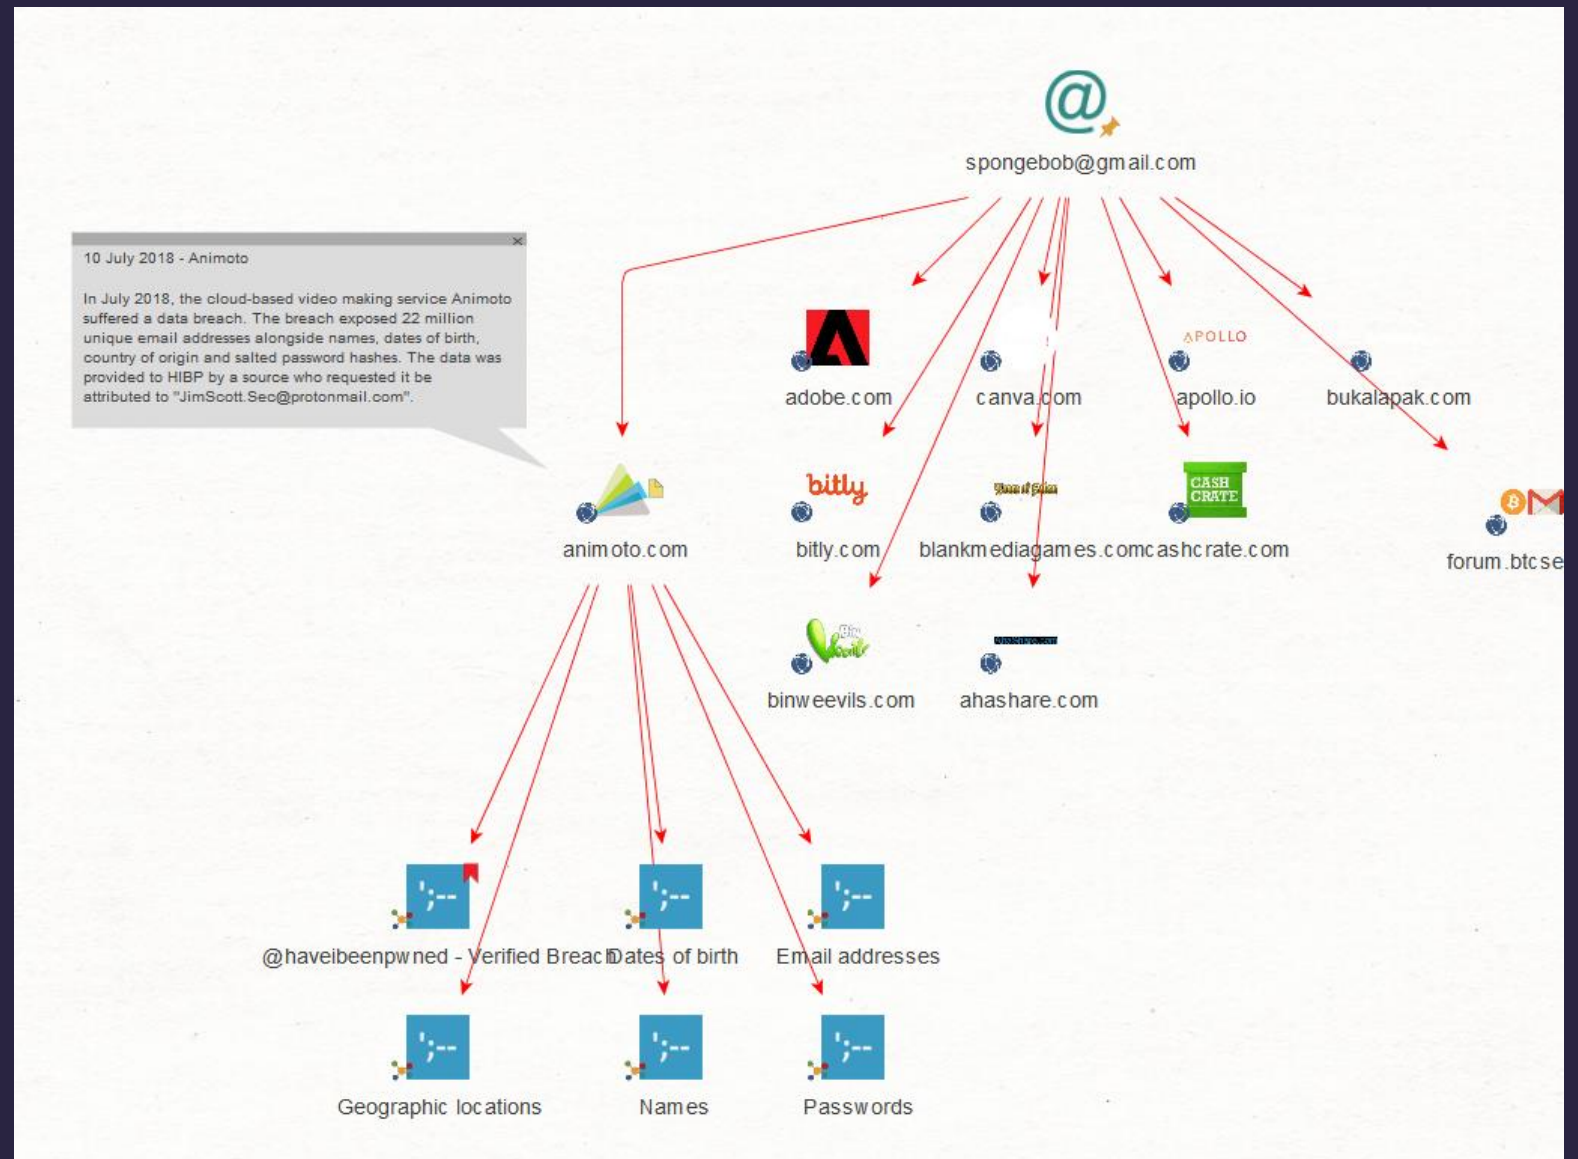 @
spongebob@gmail.com
10 July 2018 - Animoto
In July 2018, the cloud-based video making service Animoto
suffered a data breach. The breach exposed 22 million
unique email addresses alongside names, dates of birth,
country of origin and salted password hashes. The data was
provided to HIBP by a source who requested it be
attributed to "JimScott.Sec@protonmail.com".
APOLLO
adobe.com
canva.com
apollo.io
bukalapak.com
bitly
CASH
CRATE
animoto.com
bitly.com
blankmediagames.com
cashcrate.com
forum.btcse
Bin
Weevils
binweevils.com
ahashare.com
';--
';--
';--
@haveibeenpwned - Verified Breach
Dates of birth
Email addresses
';--
';--
';--
Geographic locations
Names
Passwords